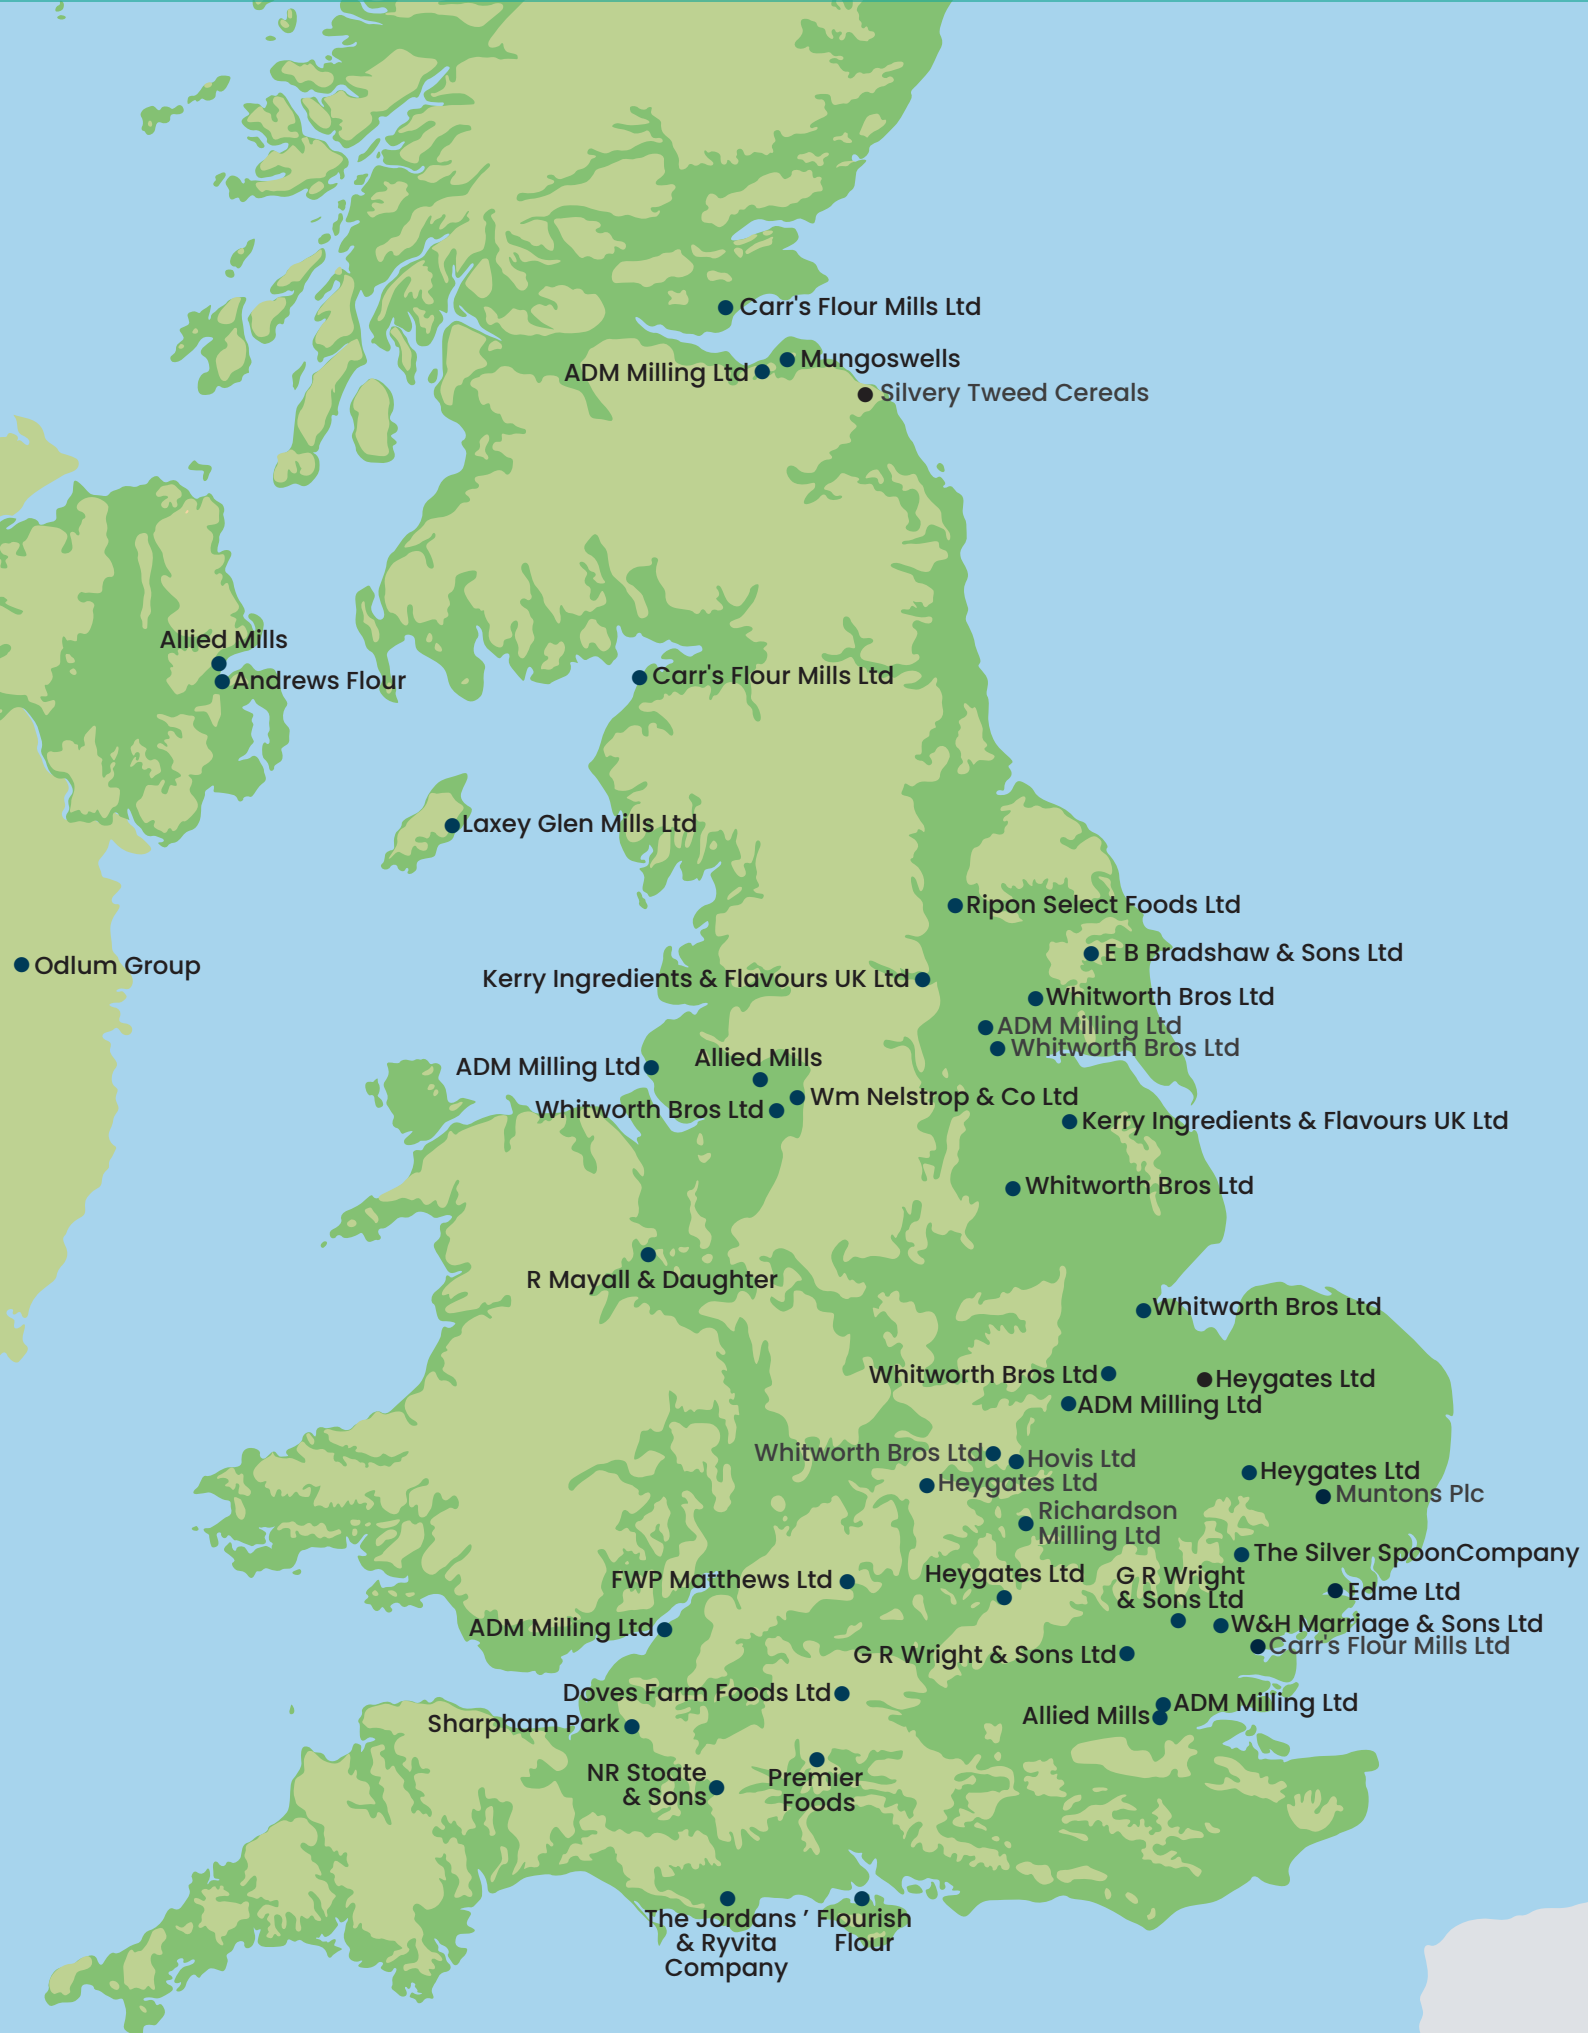 Carr's Flour Mills Ltd
Mungoswells
ADM Milling Ltd
Silvery Tweed Cereals
Allied Mills
Andrews Flour
Carr's Flour Mills Ltd
Laxey Glen Mills Ltd
Ripon Select Foods Ltd
E B Bradshaw & Sons Ltd
Odlum Group
Kerry Ingredients & Flavours UK Ltd
Whitworth Bros Ltd
ADM Milling Ltd
Whitworth Bros Ltd
Allied Mills
ADM Milling Ltd
Wm Nelstrop & Co Ltd
Whitworth Bros Ltd
Kerry Ingredients & Flavours UK Ltd
Whitworth Bros Ltd
R Mayall & Daughter
Whitworth Bros Ltd
Whitworth Bros Ltd
Heygates Ltd
ADM Milling Ltd
Whitworth Bros Ltd
Hovis Ltd
Heygates Ltd
Heygates Ltd
Muntons Plc
Richardson
Milling Ltd
The Silver SpoonCompany
FWP Matthews Ltd
Heygates Ltd
G R Wright
& Sons Ltd
Edme Ltd
ADM Milling Ltd
W&H Marriage & Sons Ltd
Carr's Flour Mills Ltd
G R Wright & Sons Ltd
Doves Farm Foods Ltd
ADM Milling Ltd
Allied Mills
Sharpham Park
NR Stoate
& Sons
Premier
Foods
The Jordans ’
& Ryvita
Company
Flourish
Flour